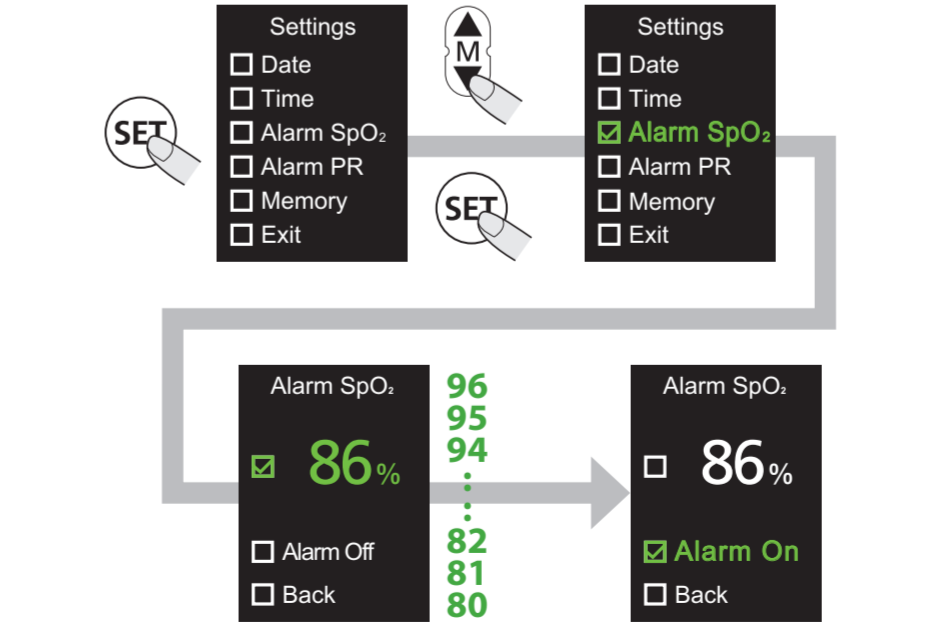 SET
Settings
Date
Time
Alarm SpO₂
Alarm PR
Memory
Exit
M
SET
Settings
Date
Time
Alarm SpO₂
Alarm PR
Memory
Exit
Alarm SpO₂
86%
Alarm Off
Back
96
95
94
82
81
80
Alarm SpO₂
86%
Alarm On
Back